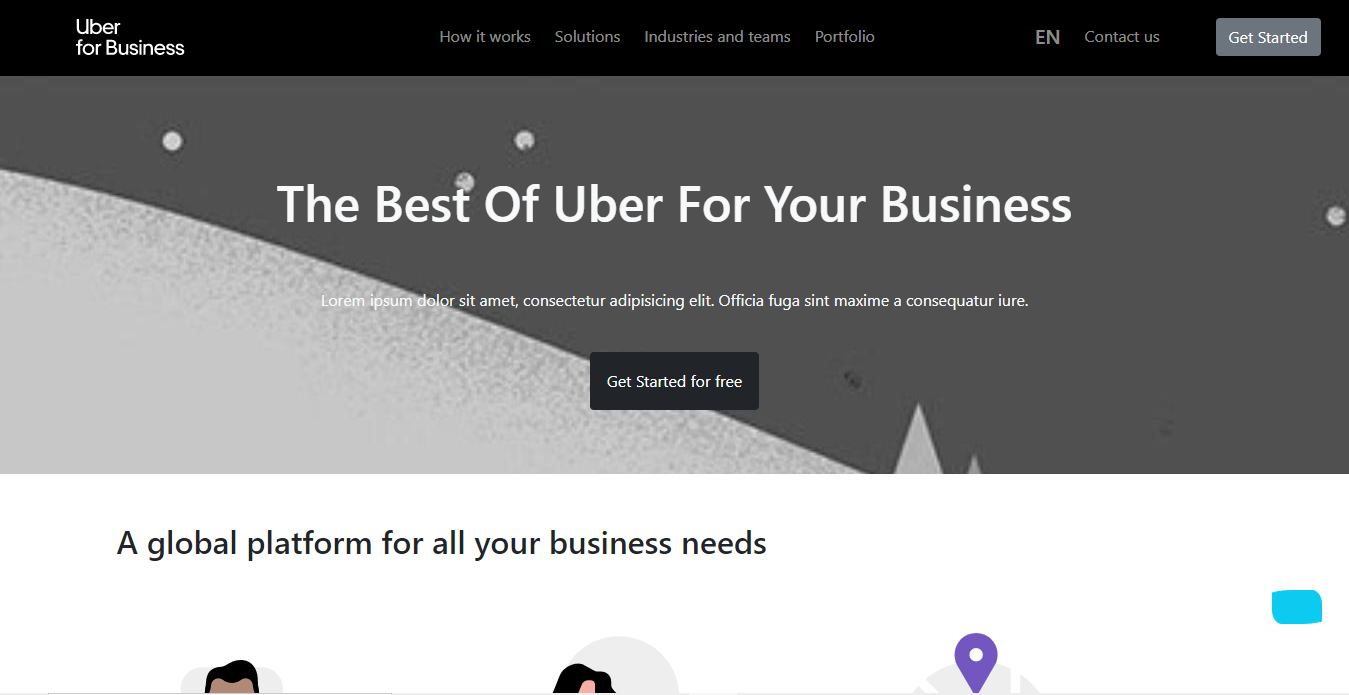 Uber
for Business
How it works
Solutions
Industries and teams
Portfolio
EN
Contact us
Get Started
The Best Of Uber For Your Business
Lorem ipsum dolor sit amet, consectetur adipisicing elit. Officia fuga sint maxime a consequatur iure.
Get Started for free
A global platform for all your business needs